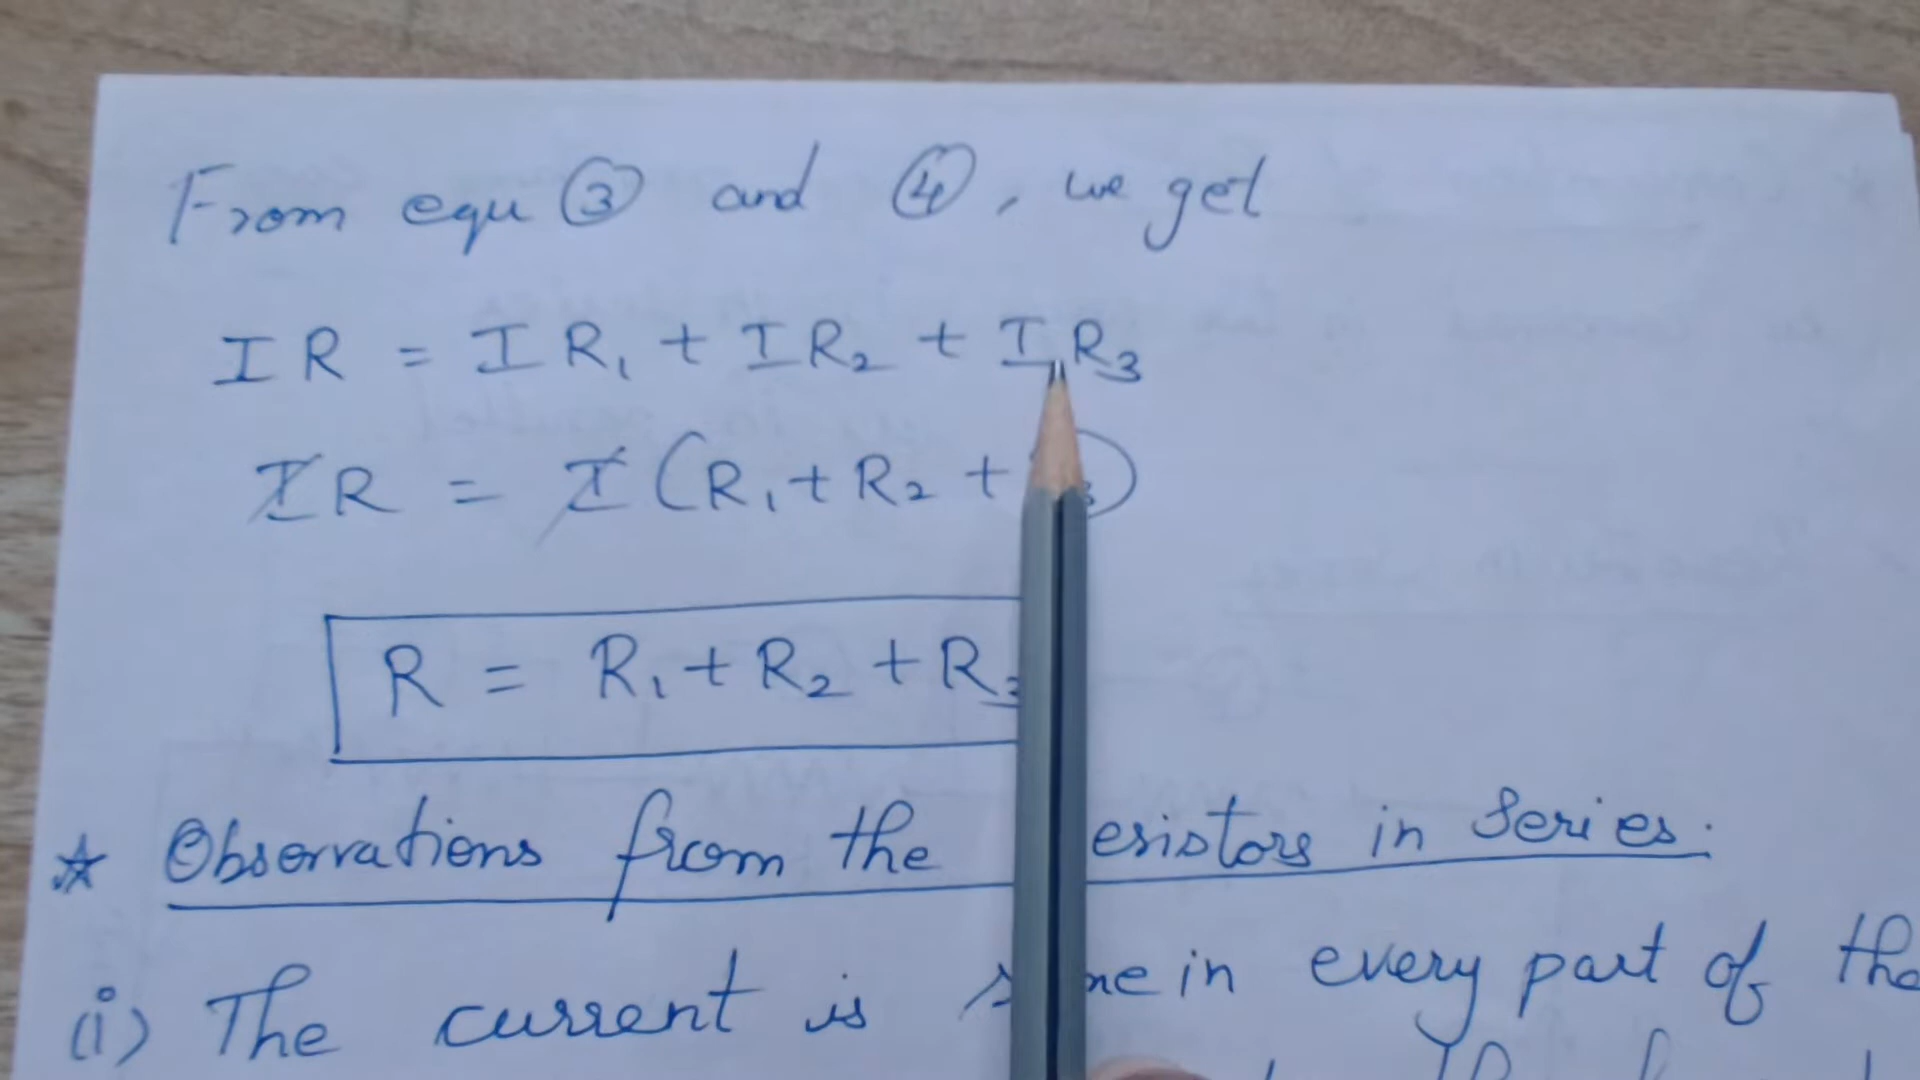 From equ ③ and ④, we get
IR = IR₁ + IR₂ + IR₃
IR = I (R₁ + R₂ +
R = R₁ + R₂ + R₃
☆ Observations from the esistors in Series.
(i) The current is in every part of the